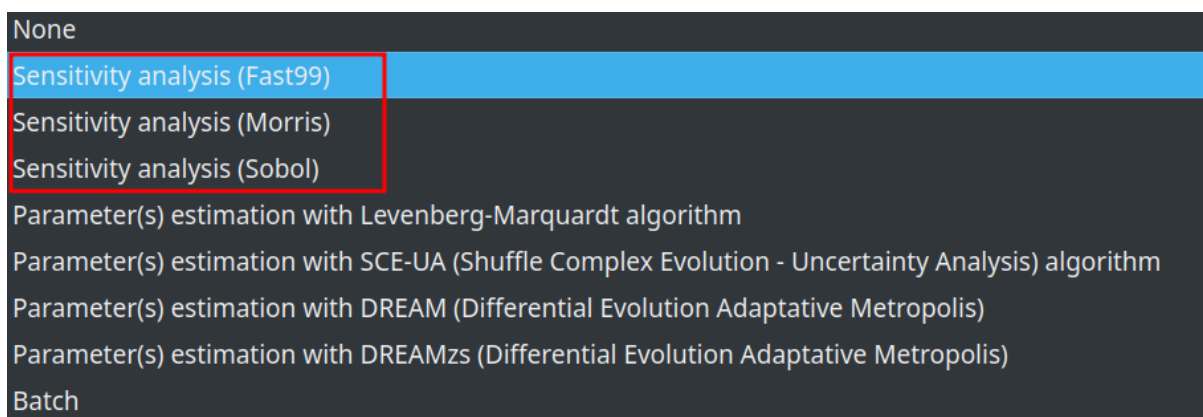 None
Sensitivity analysis (Fast99)
Sensitivity analysis (Morris)
Sensitivity analysis (Sobol)
Parameter(s) estimation with Levenberg-Marquardt algorithm
Parameter(s) estimation with SCE-UA (Shuffle Complex Evolution - Uncertainty Analysis) algorithm
Parameter(s) estimation with DREAM (Differential Evolution Adaptative Metropolis)
Parameter(s) estimation with DREAMzs (Differential Evolution Adaptative Metropolis)
Batch